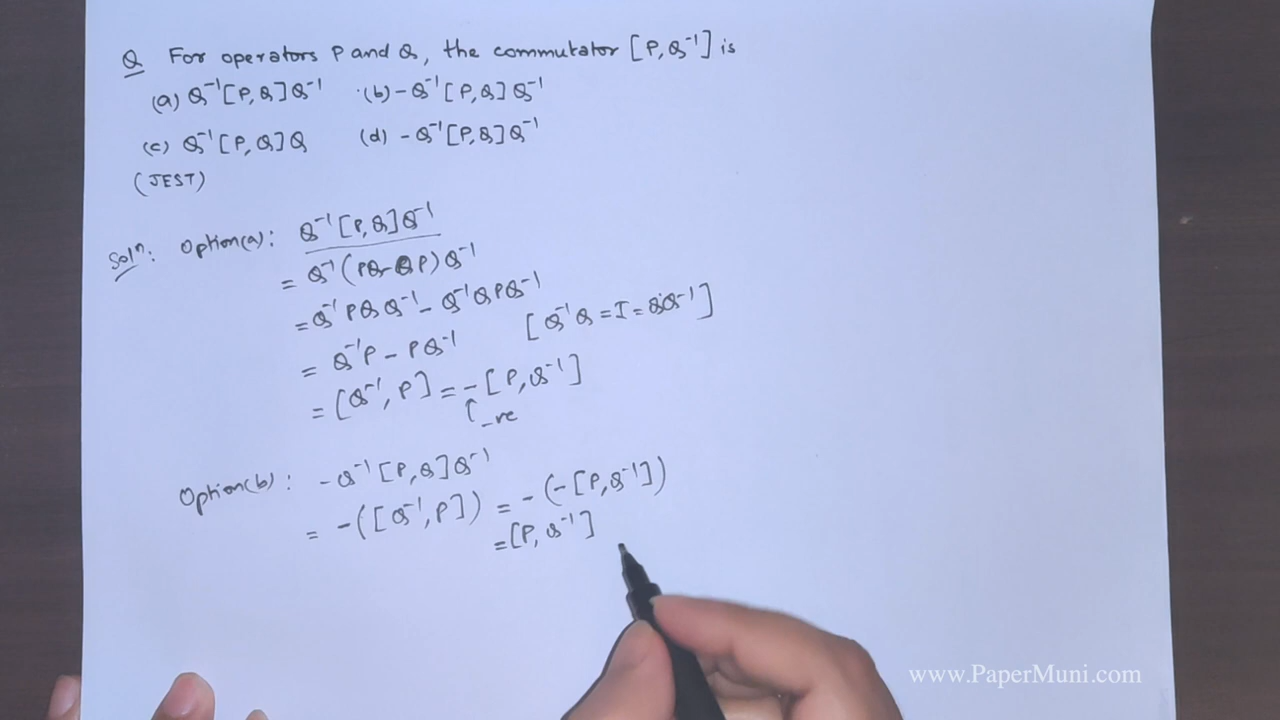 Q For operators P and Q, the commutator [P, Q⁻¹] is
(a) Q⁻¹[P, Q]Q⁻¹ (b) -Q⁻¹[P, Q]Q⁻¹
(c) Q⁻¹[P, Q]Q (d) -Q⁻¹[P, Q]Q⁻¹
(JEST)
Solⁿ: Option(a): Q⁻¹[P, Q]Q⁻¹
= Q⁻¹(PQ-QP)Q⁻¹
= Q⁻¹PQQ⁻¹ - Q⁻¹QPQ⁻¹
= Q⁻¹P - PQ⁻¹ [Q⁻¹Q = I = QQ⁻¹]
= [Q⁻¹, P] = -[P, Q⁻¹]
-ve
Option(b): -Q⁻¹[P, Q]Q⁻¹
= -([Q⁻¹, P]) = -(-[P, Q⁻¹])
= [P, Q⁻¹]
www.PaperMuni.com